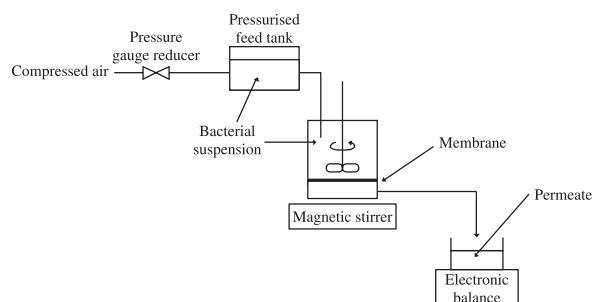 Pressurised
feed tank
Pressure
gauge reducer
Compressed air
Bacterial
suspension
Membrane
Magnetic stirrer
Permeate
Electronic
balance